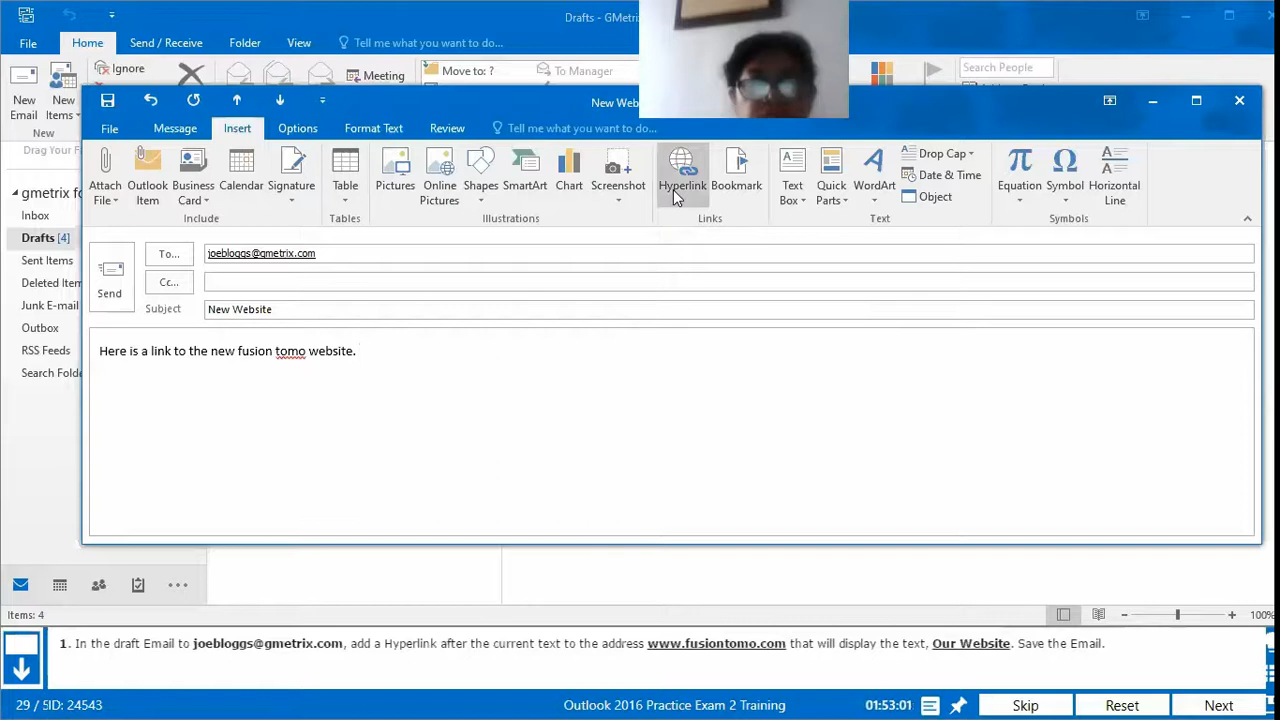 Drafts - GMetri
File
Home
Send / Receive
Folder
View
Tell me what you want to do...
Ignore
Meeting
Move to: ?
To Manager
Search People
New Email
New Items
New
Drag Your F
gmetrix fo
Inbox
Drafts [4]
Sent Items
Deleted Item
Junk E-mail
Outbox
RSS Feeds
Search Folde
New Web
File
Message
Insert
Options
Format Text
Review
Tell me what you want to do...
Attach File
Outlook Item
Business Card
Calendar
Signature
Include
Table
Tables
Pictures
Online Pictures
Shapes
SmartArt
Chart
Screenshot
Illustrations
Hyperlink
Bookmark
Links
Text Box
Quick Parts
WordArt
Drop Cap
Date & Time
Object
Text
Equation
Symbol
Horizontal Line
Symbols
Send
To...
joebloggs@gmetrix.com
Cc...
Subject
New Website
Here is a link to the new fusion tomo website.
Items: 4
100%
1. In the draft Email to joebloggs@gmetrix.com, add a Hyperlink after the current text to the address www.fusiontomo.com that will display the text, Our Website. Save the Email.
29 / 5ID: 24543
Outlook 2016 Practice Exam 2 Training
01:53:01
Skip
Reset
Next